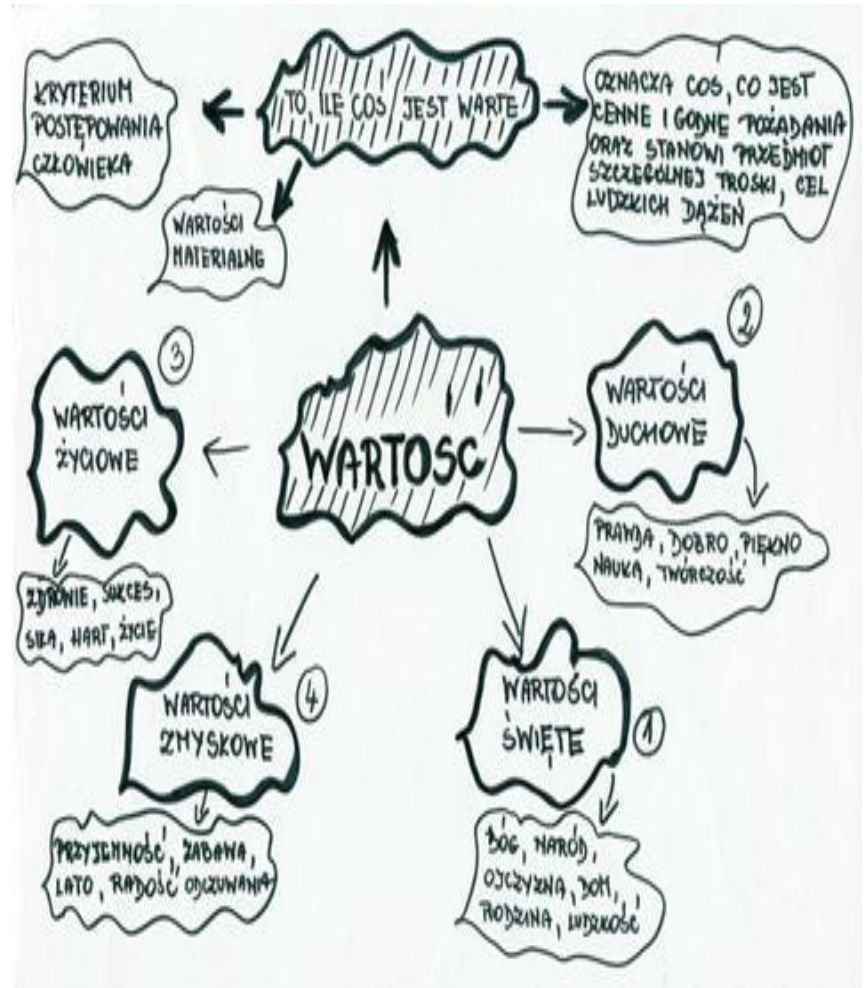 KRYTERIUM
POSTĘPOWANIA
CZŁOWIEKA
TO, ILE COŚ JEST WARTE
OZNACZA COŚ, CO JEST
CENNE I GODNE POŻĄDANIA
ORAZ STANOWI PRZEDMIOT
SZCZEGÓLNEJ TROSKI, CEL
LUDZKICH DĄŻEŃ
WARTOŚCI
MATERIALNE
WARTOŚĆ
2
WARTOŚCI
DUCHOWE
PRAWDA, DOBRO, PIĘKNO
NAUKA, TWÓRCZOŚĆ
3
WARTOŚCI
ŻYCIOWE
ZDROWIE, SUKCES,
SIŁA, HART, ŻYCIE
4
WARTOŚCI
ZMYSŁOWE
PRZYJEMNOŚĆ, ZABAWA,
LATO, RADOŚĆ ODCZUWANIA
1
WARTOŚCI
ŚWIĘTE
BÓG, NARÓD,
OJCZYZNA, DOM,
RODZINA, LUDZKOŚĆ